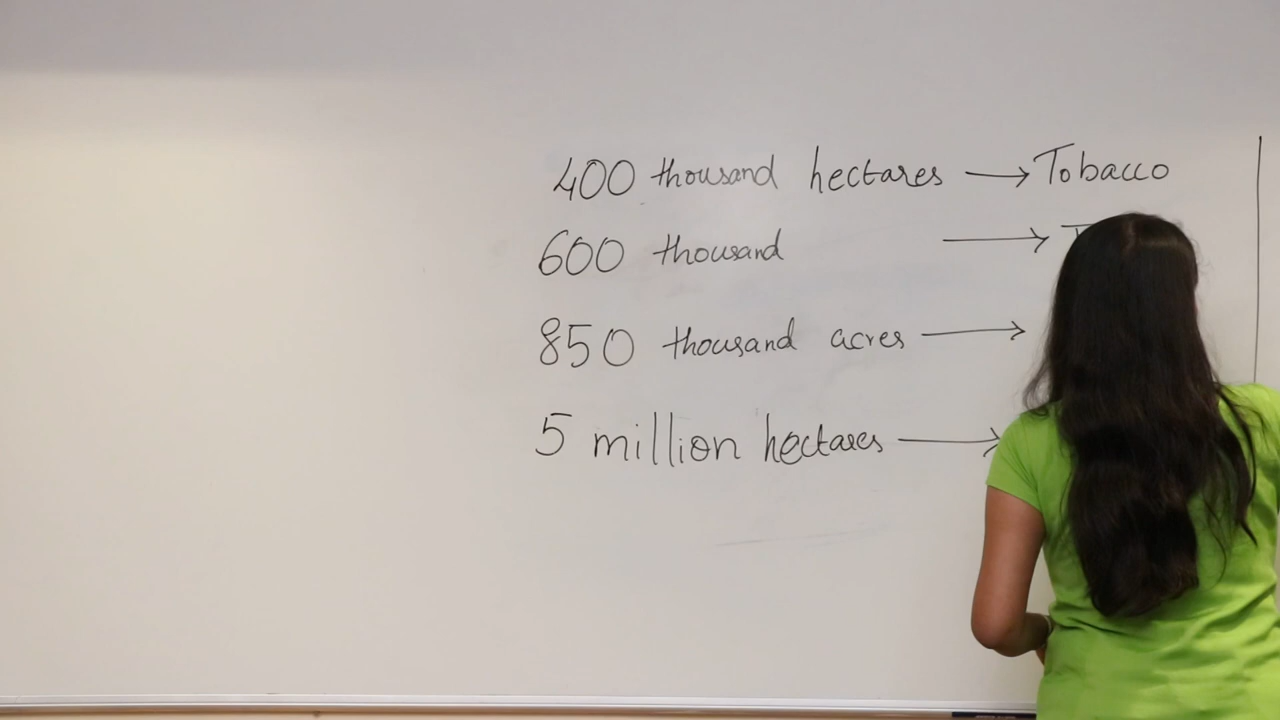 400 thousand hectares → Tobacco
600 thousand →
850 thousand acres →
5 million hectares →